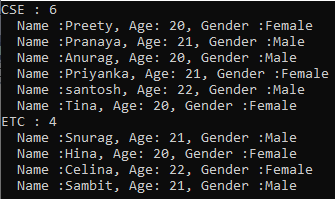 CSE : 6
Name :Preety, Age: 20, Gender :Female
Name :Pranaya, Age: 21, Gender :Male
Name :Anurag, Age: 20, Gender :Male
Name :Priyanka, Age: 21, Gender :Female
Name :santosh, Age: 22, Gender :Male
Name :Tina, Age: 20, Gender :Female
ETC : 4
Name :Snurag, Age: 21, Gender :Male
Name :Hina, Age: 20, Gender :Female
Name :Celina, Age: 22, Gender :Female
Name :Sambit, Age: 21, Gender :Male